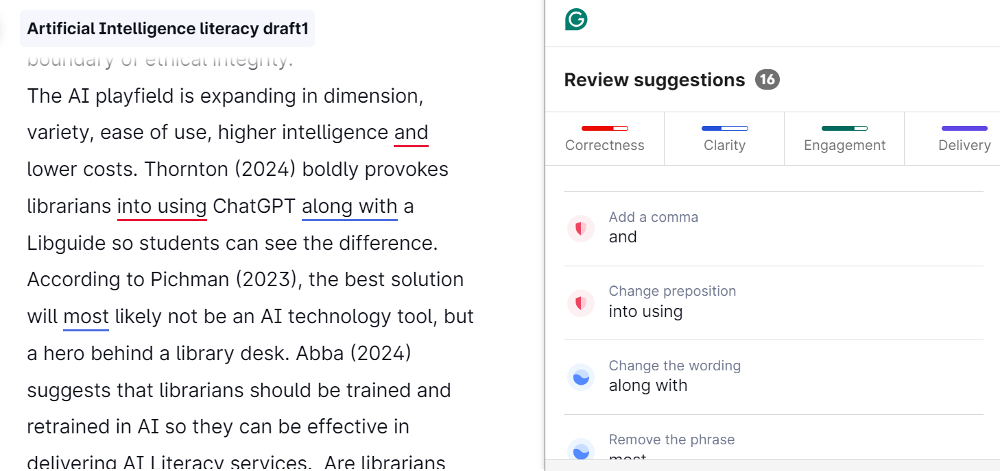 Artificial Intelligence literacy draft1
boundary of ethical integrity.
The AI playfield is expanding in dimension,
variety, ease of use, higher intelligence and
lower costs. Thornton (2024) boldly provokes
librarians into using ChatGPT along with a
Libguide so students can see the difference.
According to Pichman (2023), the best solution
will most likely not be an AI technology tool, but
a hero behind a library desk. Abba (2024)
suggests that librarians should be trained and
retrained in AI so they can be effective in
delivering AI Literacy services.  Are librarians
Review suggestions 16
Correctness
Clarity
Engagement
Delivery
Add a comma
and
Change preposition
into using
Change the wording
along with
Remove the phrase
most